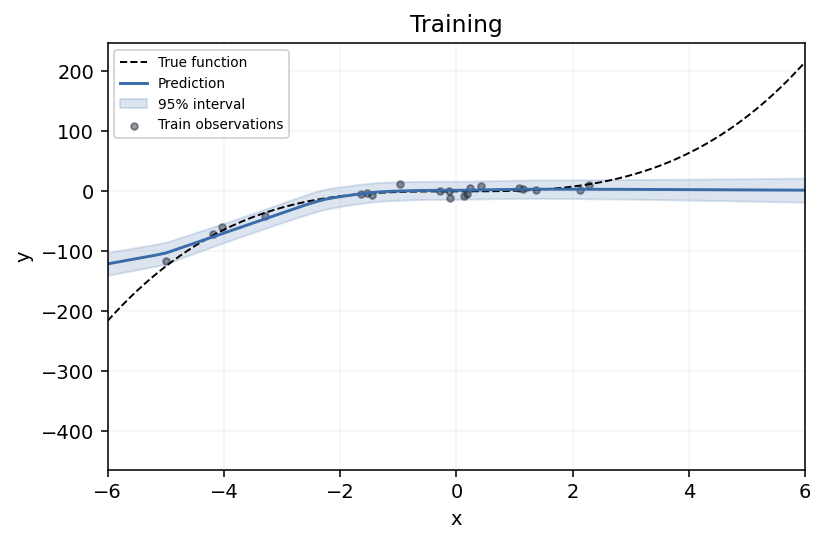 Training
True function
Prediction
95% interval
Train observations
200
100
0
−100
−200
−300
−400
y
−6 −4 −2 0 2 4 6
x